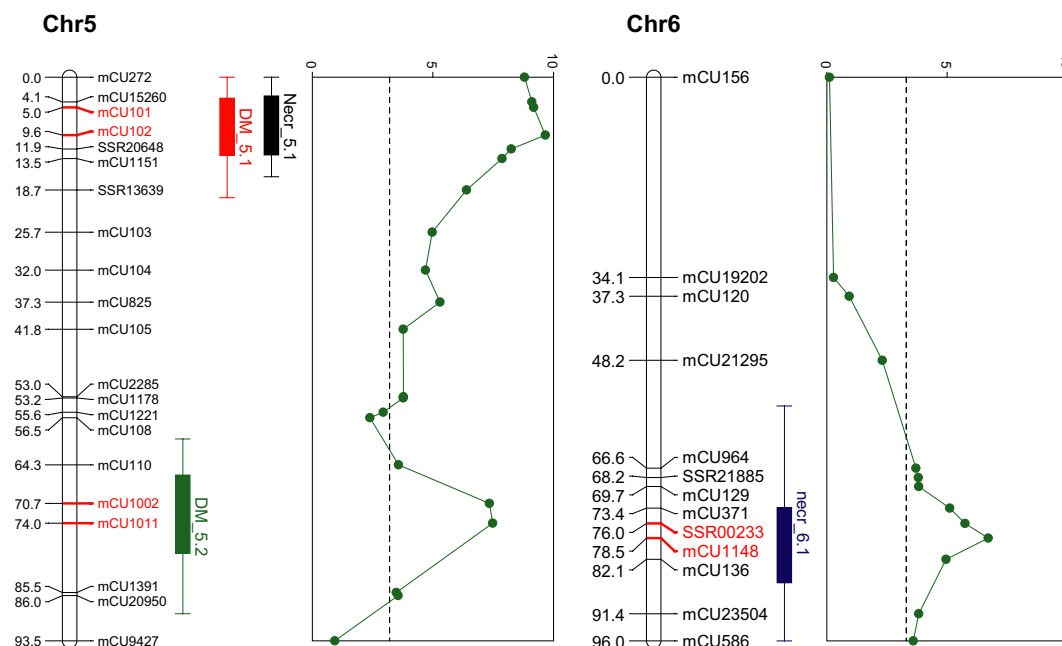 Chr5
0.0 mCU272
4.1 mCU15260
5.0 mCU101
9.6 mCU102
11.9 SSR20648
13.5 mCU1151
18.7 SSR13639
25.7 mCU103
32.0 mCU104
37.3 mCU825
41.8 mCU105
53.0 mCU2285
53.2 mCU1178
55.6 mCU1221
56.5 mCU108
64.3 mCU110
70.7 mCU1002
74.0 mCU1011
85.5 mCU1391
86.0 mCU20950
93.5 mCU9427
DM_5.1
Necr_5.1
DM_5.2
0 5 10
Chr6
0.0 mCU156
34.1 mCU19202
37.3 mCU120
48.2 mCU21295
66.6 mCU964
68.2 SSR21885
69.7 mCU129
73.4 mCU371
76.0 SSR00233
78.5 mCU1148
82.1 mCU136
91.4 mCU23504
96.0 mCU586
necr_6.1
0 5